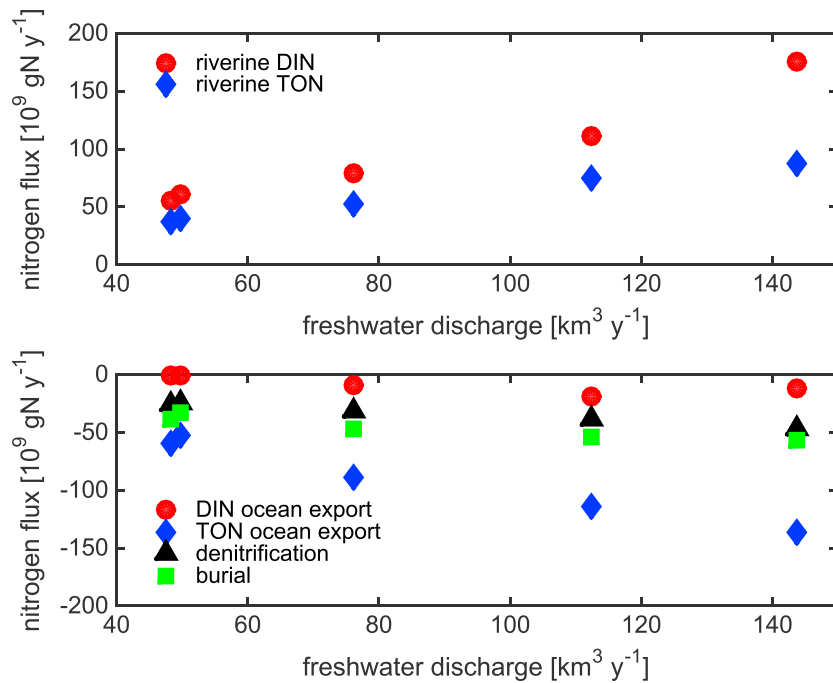 nitrogen flux [10^9 gN y^-1]
200
150
100
50
0
riverine DIN
riverine TON
40 60 80 100 120 140
freshwater discharge [km^3 y^-1]
nitrogen flux [10^9 gN y^-1]
0
-50
-100
-150
-200
DIN ocean export
TON ocean export
denitrification
burial
40 60 80 100 120 140
freshwater discharge [km^3 y^-1]